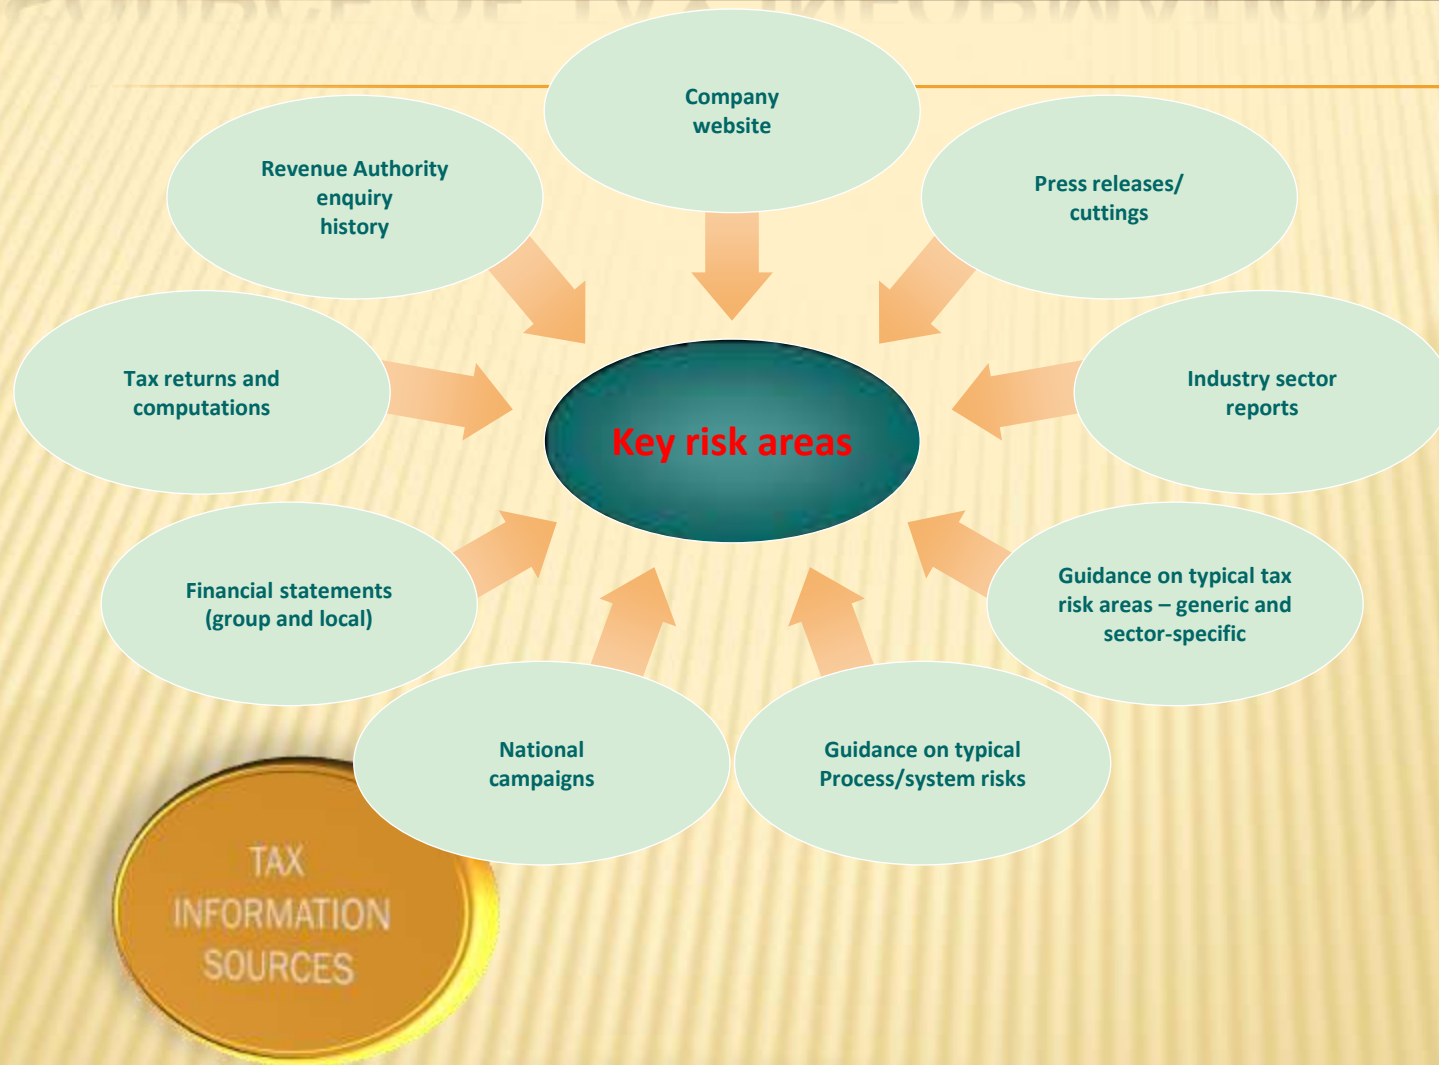 Company
website
Revenue Authority
enquiry
history
Press releases/
cuttings
Tax returns and
computations
Industry sector
reports
Key risk areas
Financial statements
(group and local)
Guidance on typical tax
risk areas – generic and
sector-specific
National
campaigns
Guidance on typical
Process/system risks
TAX
INFORMATION
SOURCES